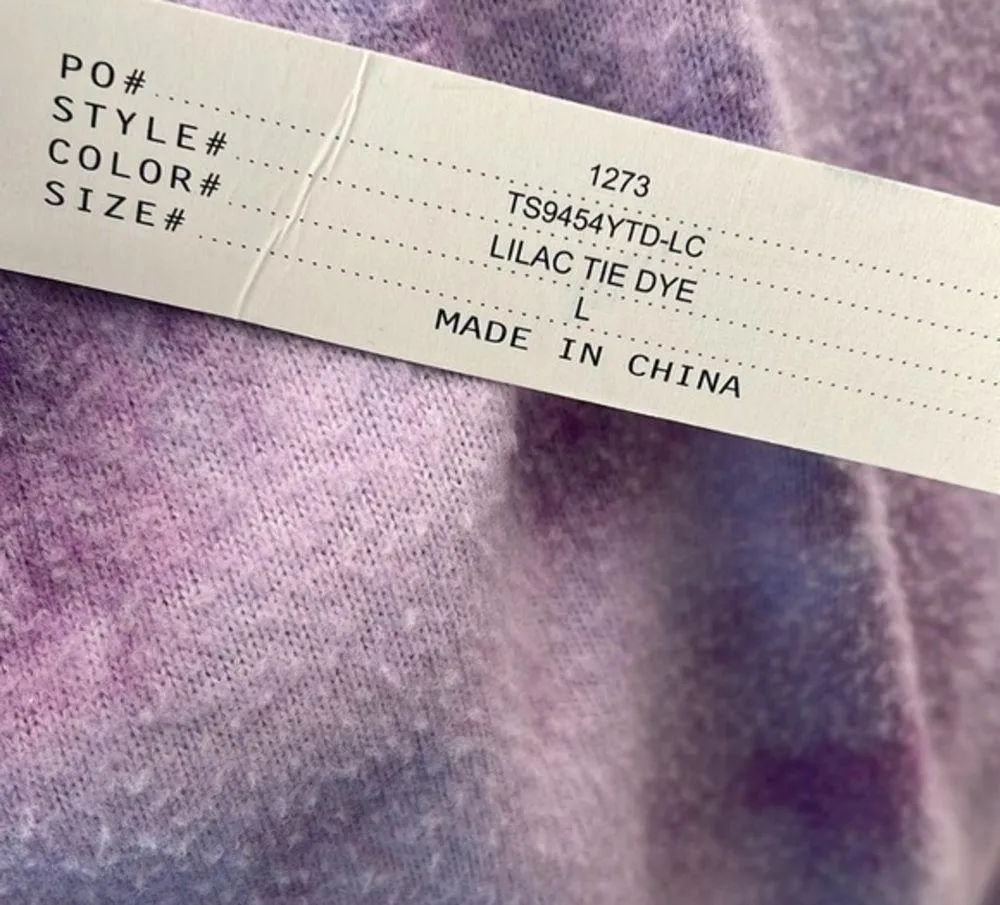 PO# 1273
STYLE# TS9454YTD-LC
COLOR# LILAC TIE DYE
SIZE# L
MADE IN CHINA